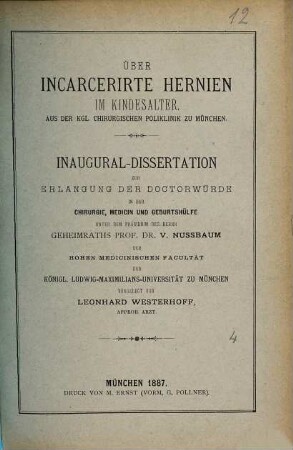 12
ÜBER
INCARCERIRTE HERNIEN
IM KINDESALTER.
AUS DER KGL. CHIRURGISCHEN POLIKLINIK ZU MÜNCHEN.
INAUGURAL-DISSERTATION
ZUR
ERLANGUNG DER DOCTORWÜRDE
IN DER
CHIRURGIE, MEDICIN UND GEBURTSHÜLFE
UNTER DEM PRÄSIDIUM DES HERRN
GEHEIMRATHS PROF. DR. V. NUSSBAUM
DER
HOHEN MEDICINISCHEN FACULTÄT
DER
KÖNIGL. LUDWIG-MAXIMILIANS-UNIVERSITÄT ZU MÜNCHEN
VORGELEGT VON
LEONHARD WESTERHOFF,
APPROB. ARZT.
4
MÜNCHEN 1887.
DRUCK VON M. ERNST (VORM. G. POLLNER).